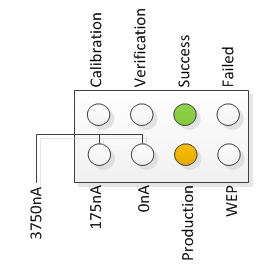 Calibration
Verification
Success
Failed
3750nA
175nA
0nA
Production
WEP